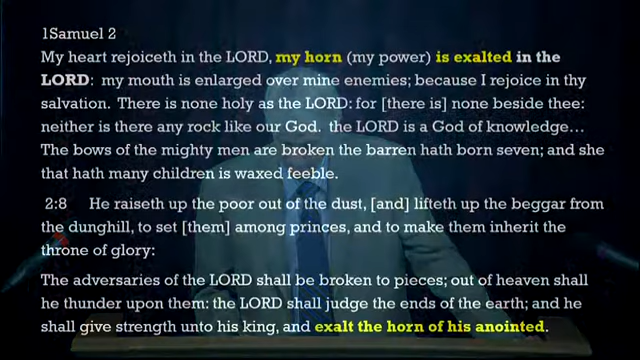 1Samuel 2
My heart rejoiceth in the LORD, my horn (my power) is exalted in the
LORD: my mouth is enlarged over mine enemies; because I rejoice in thy
salvation. There is none holy as the LORD: for [there is] none beside thee:
neither is there any rock like our God. the LORD is a God of knowledge…
The bows of the mighty men are broken the barren hath born seven; and she
that hath many children is waxed feeble.
2:8 He raiseth up the poor out of the dust, [and] lifteth up the beggar from
the dunghill, to set [them] among princes, and to make them inherit the
throne of glory:
The adversaries of the LORD shall be broken to pieces; out of heaven shall
he thunder upon them: the LORD shall judge the ends of the earth; and he
shall give strength unto his king, and exalt the horn of his anointed.